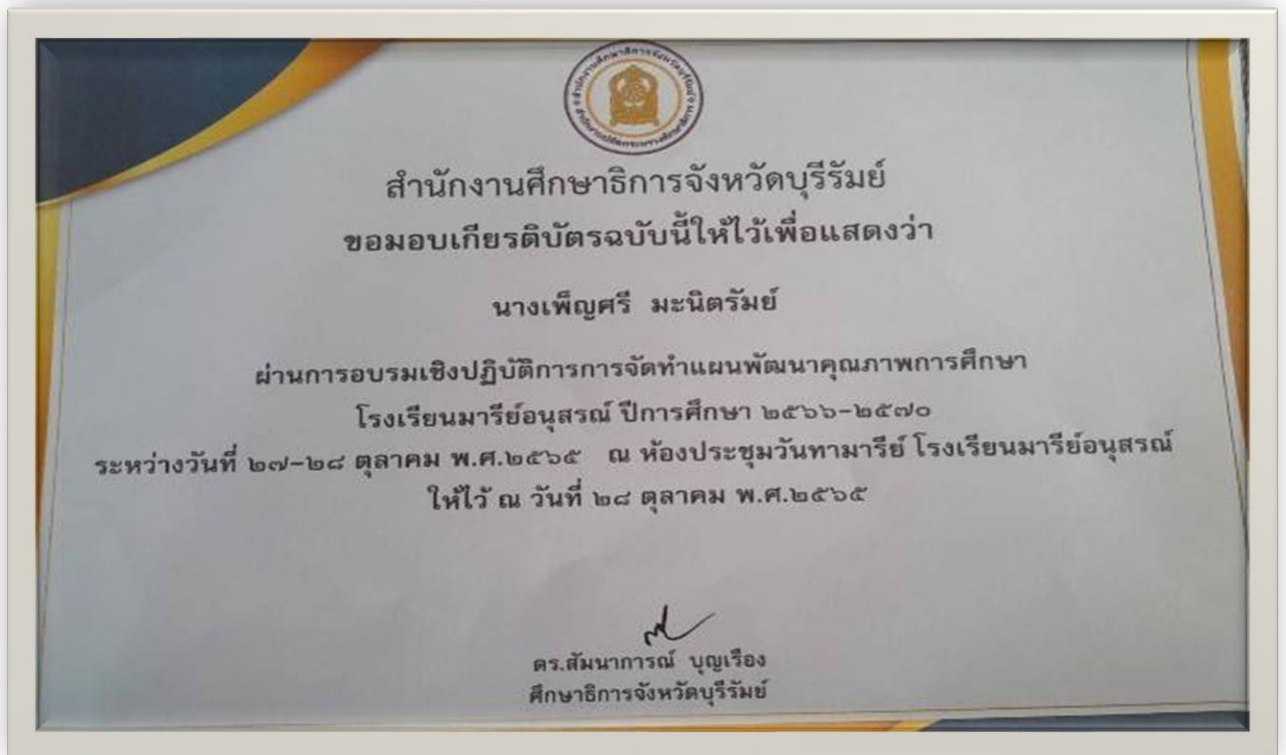 สำนักงานศึกษาธิการจังหวัดบุรีรัมย์
ขอมอบเกียรติบัตรฉบับนี้ให้ไว้เพื่อแสดงว่า
นางเพ็ญศรี มะนิตรัมย์
ผ่านการอบรมเชิงปฏิบัติการการจัดทำแผนพัฒนาคุณภาพการศึกษา
โรงเรียนมารีย์อนุสรณ์ ปีการศึกษา ๒๕๖๖-๒๕๗๐
ระหว่างวันที่ ๒๗-๒๘ ตุลาคม พ.ศ.๒๕๖๕ ณ ห้องประชุมวันทามารีย์ โรงเรียนมารีย์อนุสรณ์
ให้ไว้ ณ วันที่ ๒๘ ตุลาคม พ.ศ.๒๕๖๕
ดร.สัมนาการณ์ บุญเรือง
ศึกษาธิการจังหวัดบุรีรัมย์